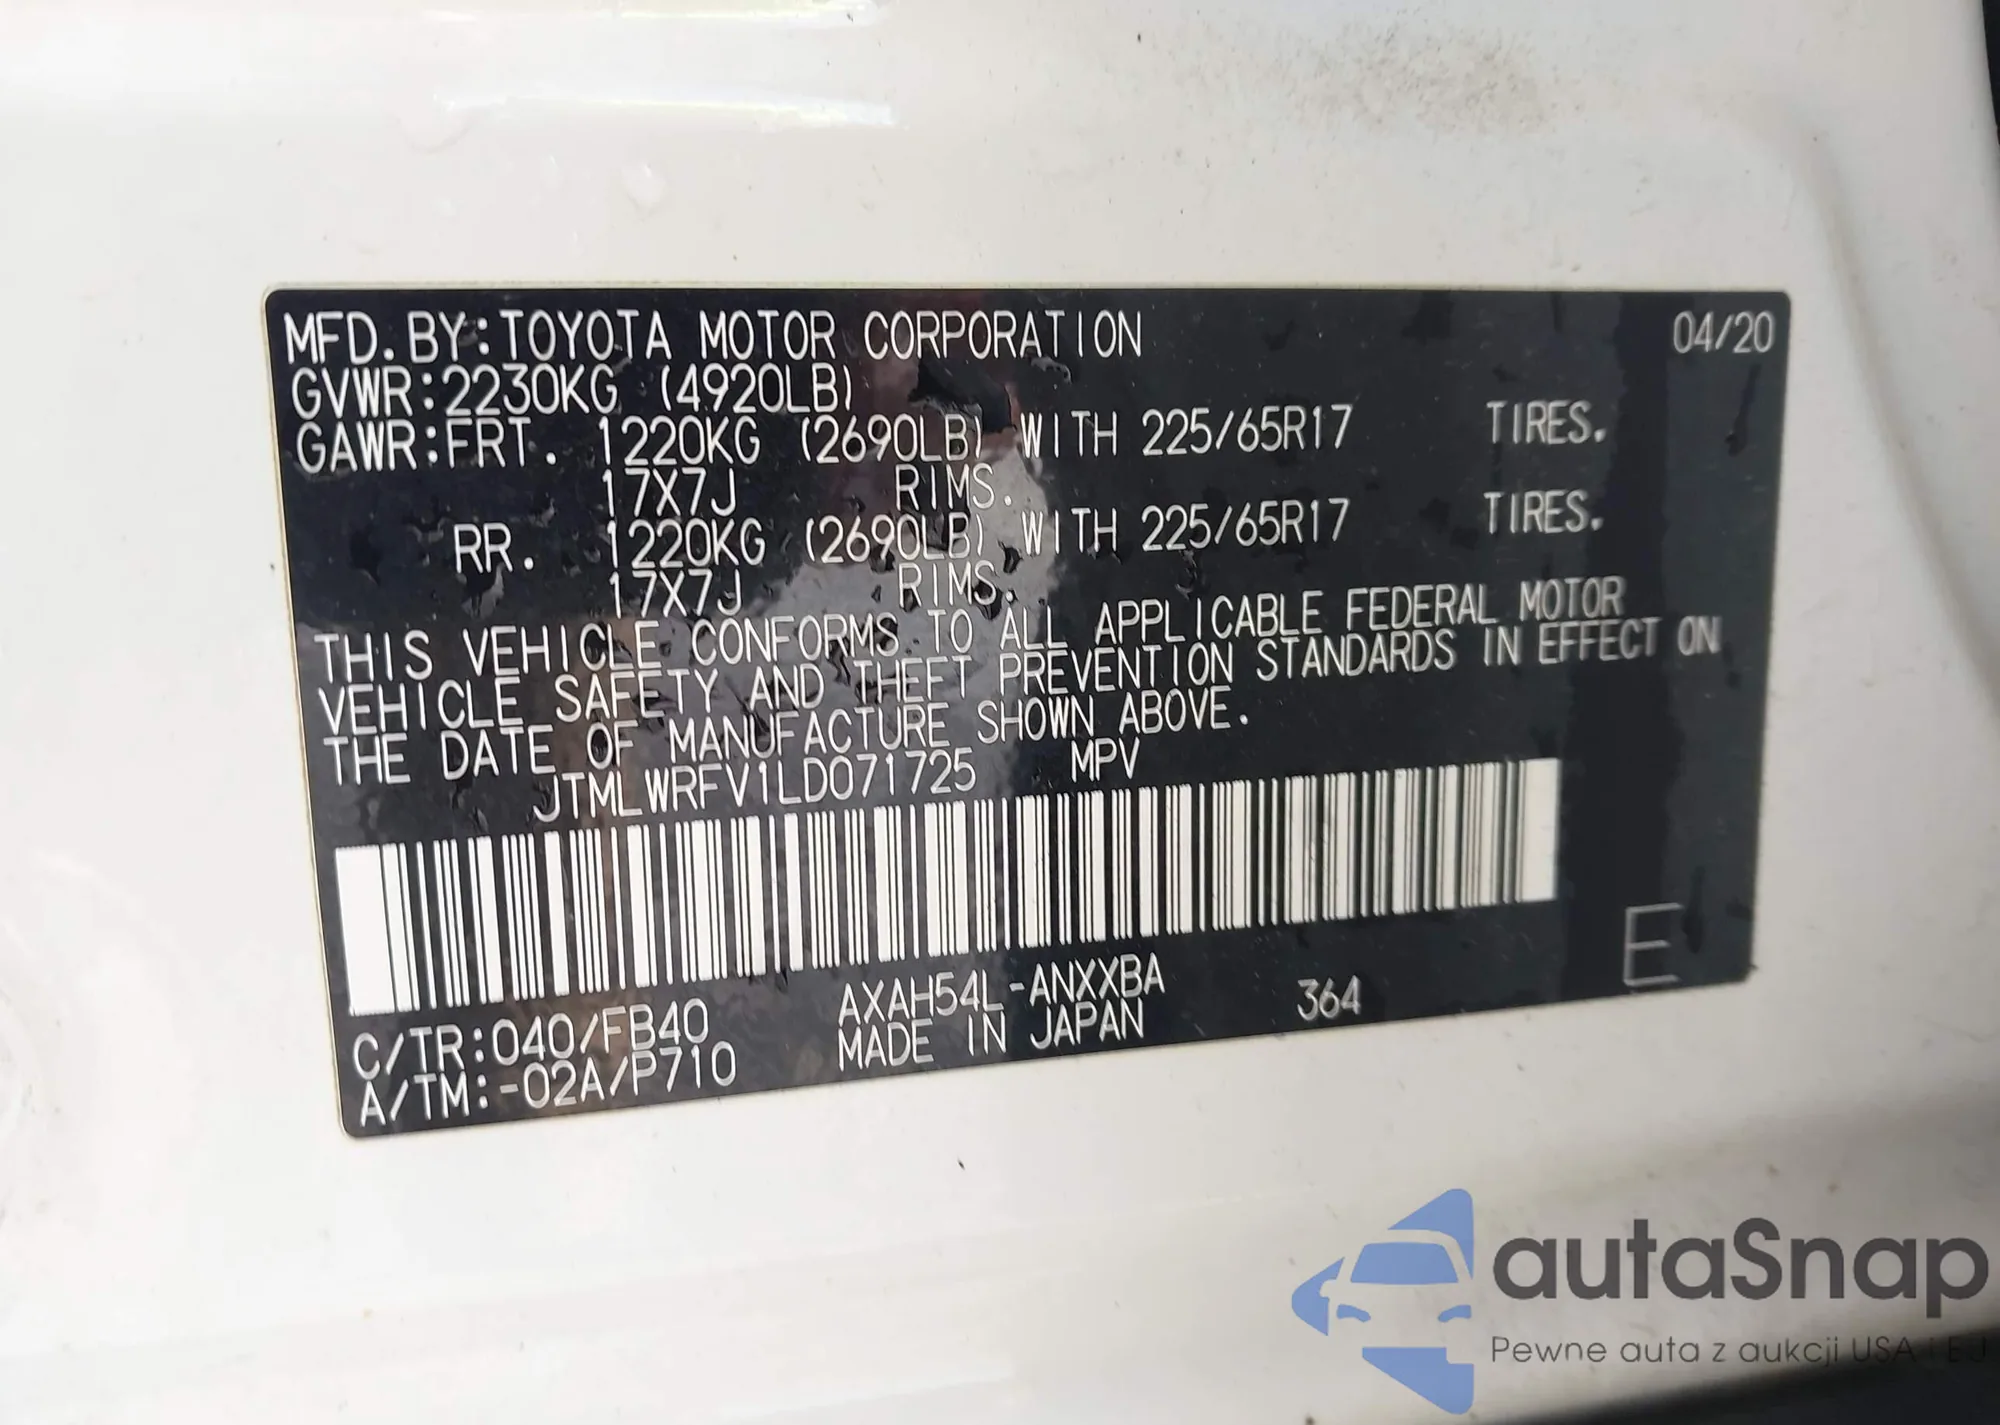 MFD. BY: TOYOTA MOTOR CORPORATION 04/20
GVWR: 2230KG (4920LB)
GAWR: FRT. 1220KG (2690LB) WITH 225/65R17 TIRES.
17X7J RIMS.
RR. 1220KG (2690LB) WITH 225/65R17 TIRES.
17X7J RIMS.
THIS VEHICLE CONFORMS TO ALL APPLICABLE FEDERAL MOTOR
VEHICLE SAFETY AND THEFT PREVENTION STANDARDS IN EFFECT ON
THE DATE OF MANUFACTURE SHOWN ABOVE.
JTMLWRFV1LD071725 MPV
E
C/TR: 040/FB40 AXAH54L-ANXXBA 364
A/TM: -02A/P710 MADE IN JAPAN
autaSnap
Pewne auta z aukcji USA i EU